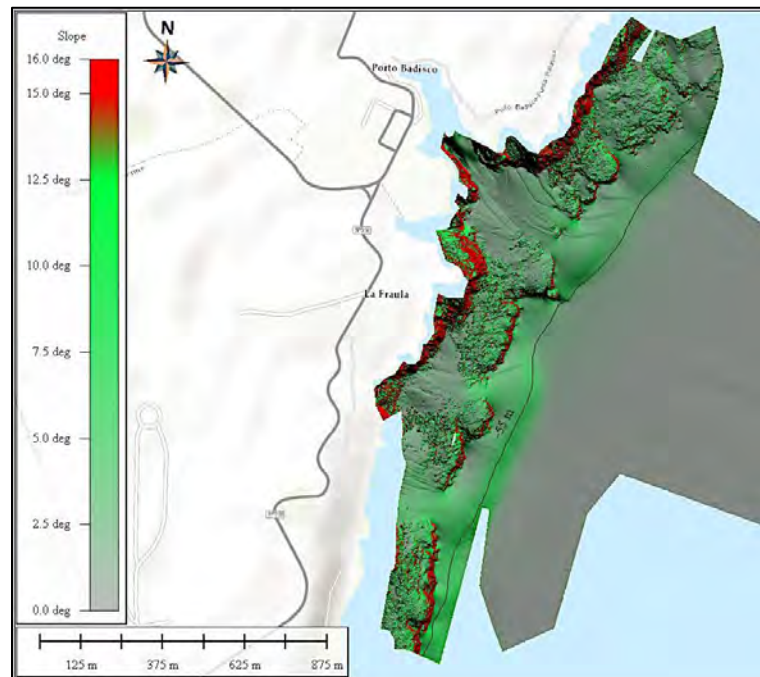 Slope
16.0 deg
15.0 deg
12.5 deg
10.0 deg
7.5 deg
5.0 deg
2.5 deg
0.0 deg
N
Porto Badisco
La Fraula
-55 m
125 m 375 m 625 m 875 m